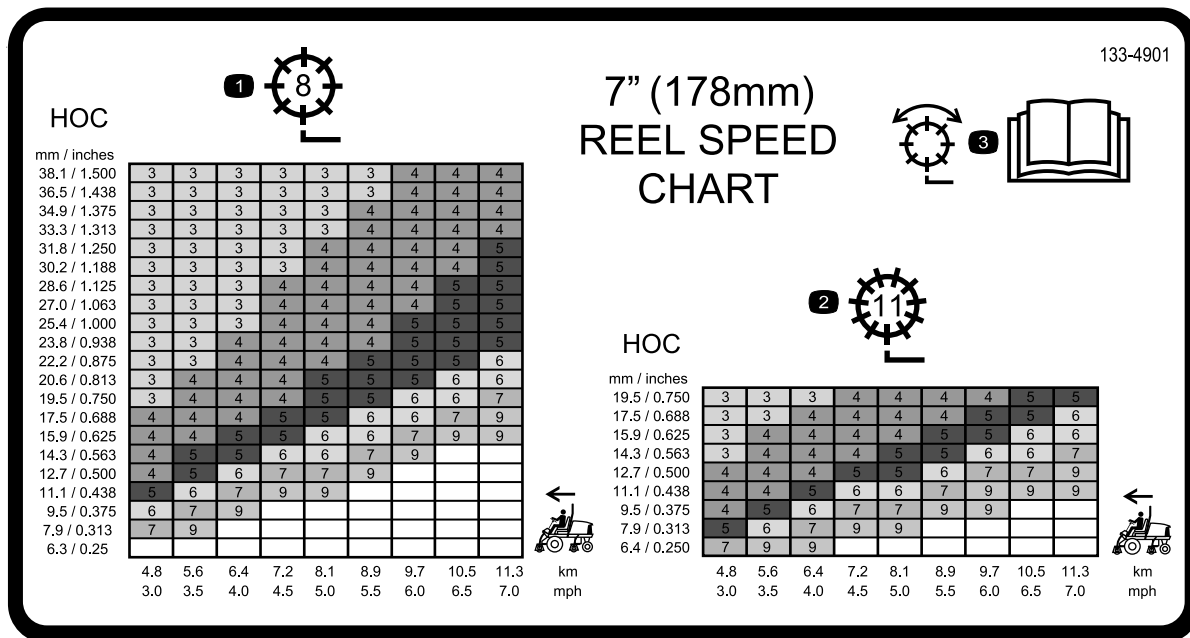 133-4901
7” (178mm)
REEL SPEED
CHART
3
1
8
HOC
mm / inches
38.1 / 1.500 3 3 3 3 3 3 4 4 4
36.5 / 1.438 3 3 3 3 3 3 4 4 4
34.9 / 1.375 3 3 3 3 3 4 4 4 4
33.3 / 1.313 3 3 3 3 3 4 4 4 4
31.8 / 1.250 3 3 3 3 4 4 4 4 5
30.2 / 1.188 3 3 3 3 4 4 4 4 5
28.6 / 1.125 3 3 3 4 4 4 4 5 5
27.0 / 1.063 3 3 3 4 4 4 4 5 5
25.4 / 1.000 3 3 3 4 4 4 5 5 5
23.8 / 0.938 3 3 4 4 4 4 5 5 5
22.2 / 0.875 3 3 4 4 4 5 5 5 6
20.6 / 0.813 3 4 4 4 5 5 5 6 6
19.5 / 0.750 3 4 4 4 5 5 6 6 7
17.5 / 0.688 4 4 4 5 5 6 6 7 9
15.9 / 0.625 4 4 5 5 6 6 7 9 9
14.3 / 0.563 4 5 5 6 6 7 9
12.7 / 0.500 4 5 6 7 7 9
11.1 / 0.438 5 6 7 9 9
9.5 / 0.375 6 7 9
7.9 / 0.313 7 9
6.3 / 0.25
4.8 5.6 6.4 7.2 8.1 8.9 9.7 10.5 11.3 km
3.0 3.5 4.0 4.5 5.0 5.5 6.0 6.5 7.0 mph
2
11
HOC
mm / inches
19.5 / 0.750 3 3 3 4 4 4 4 5 5
17.5 / 0.688 3 3 4 4 4 4 5 5 6
15.9 / 0.625 3 4 4 4 4 5 5 6 6
14.3 / 0.563 3 4 4 4 5 5 6 6 7
12.7 / 0.500 4 4 4 5 5 6 7 7 9
11.1 / 0.438 4 4 5 6 6 7 9 9 9
9.5 / 0.375 4 5 6 7 7 9 9
7.9 / 0.313 5 6 7 9 9
6.4 / 0.250 7 9 9
4.8 5.6 6.4 7.2 8.1 8.9 9.7 10.5 11.3 km
3.0 3.5 4.0 4.5 5.0 5.5 6.0 6.5 7.0 mph